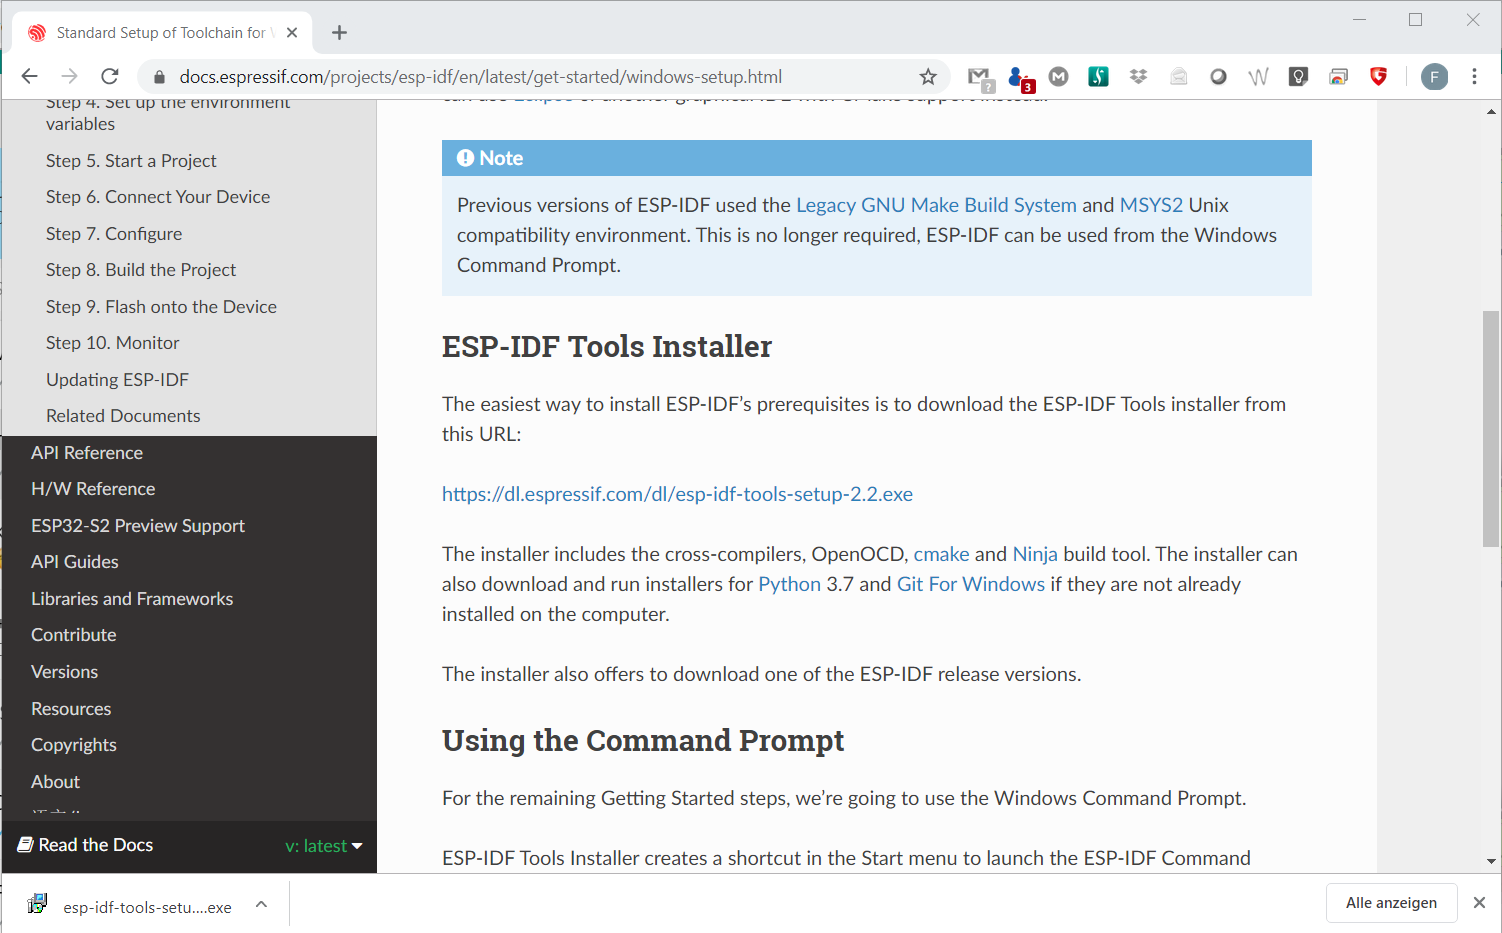 Standard Setup of Toolchain for W
docs.espressif.com/projects/esp-idf/en/latest/get-started/windows-setup.html
?
3
F
Step 4. Set up the environment
variables
Step 5. Start a Project
Step 6. Connect Your Device
Step 7. Configure
Step 8. Build the Project
Step 9. Flash onto the Device
Step 10. Monitor
Updating ESP-IDF
Related Documents
API Reference
H/W Reference
ESP32-S2 Preview Support
API Guides
Libraries and Frameworks
Contribute
Versions
Resources
Copyrights
About
Read the Docs
v: latest
can use Eclipse or another graphical IDE with CMake support instead.
Note
Previous versions of ESP-IDF used the Legacy GNU Make Build System and MSYS2 Unix
compatibility environment. This is no longer required, ESP-IDF can be used from the Windows
Command Prompt.
ESP-IDF Tools Installer
The easiest way to install ESP-IDF’s prerequisites is to download the ESP-IDF Tools installer from
this URL:
https://dl.espressif.com/dl/esp-idf-tools-setup-2.2.exe
The installer includes the cross-compilers, OpenOCD, cmake and Ninja build tool. The installer can
also download and run installers for Python 3.7 and Git For Windows if they are not already
installed on the computer.
The installer also offers to download one of the ESP-IDF release versions.
Using the Command Prompt
For the remaining Getting Started steps, we’re going to use the Windows Command Prompt.
ESP-IDF Tools Installer creates a shortcut in the Start menu to launch the ESP-IDF Command
esp-idf-tools-setu....exe
Alle anzeigen